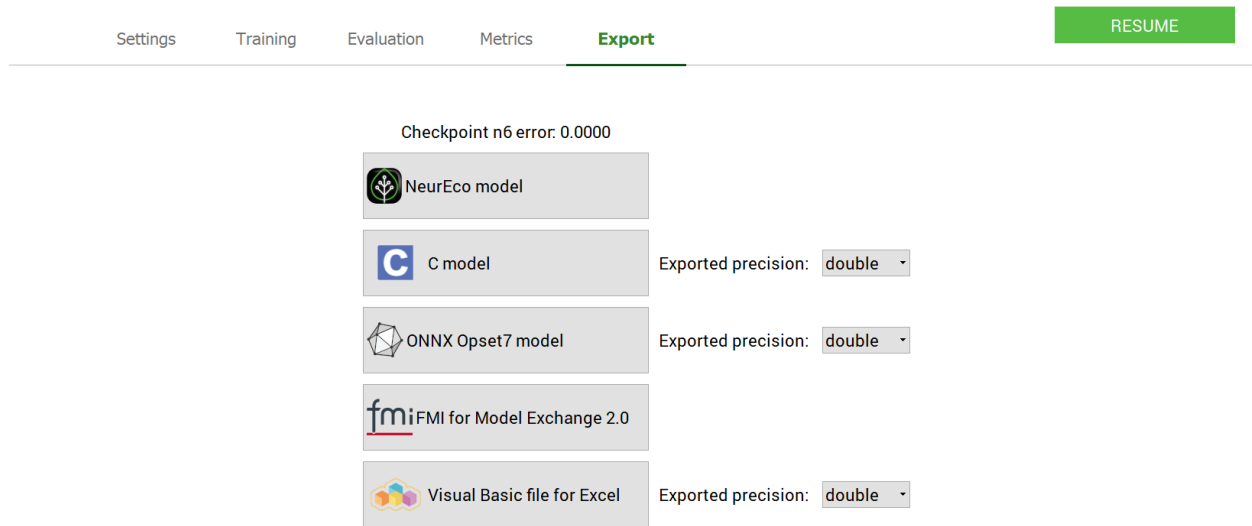 Settings Training Evaluation Metrics Export RESUME
Checkpoint n6 error: 0.0000
NeurEco model
C C model Exported precision: double
ONNX Opset7 model Exported precision: double
fmi FMI for Model Exchange 2.0
Visual Basic file for Excel Exported precision: double